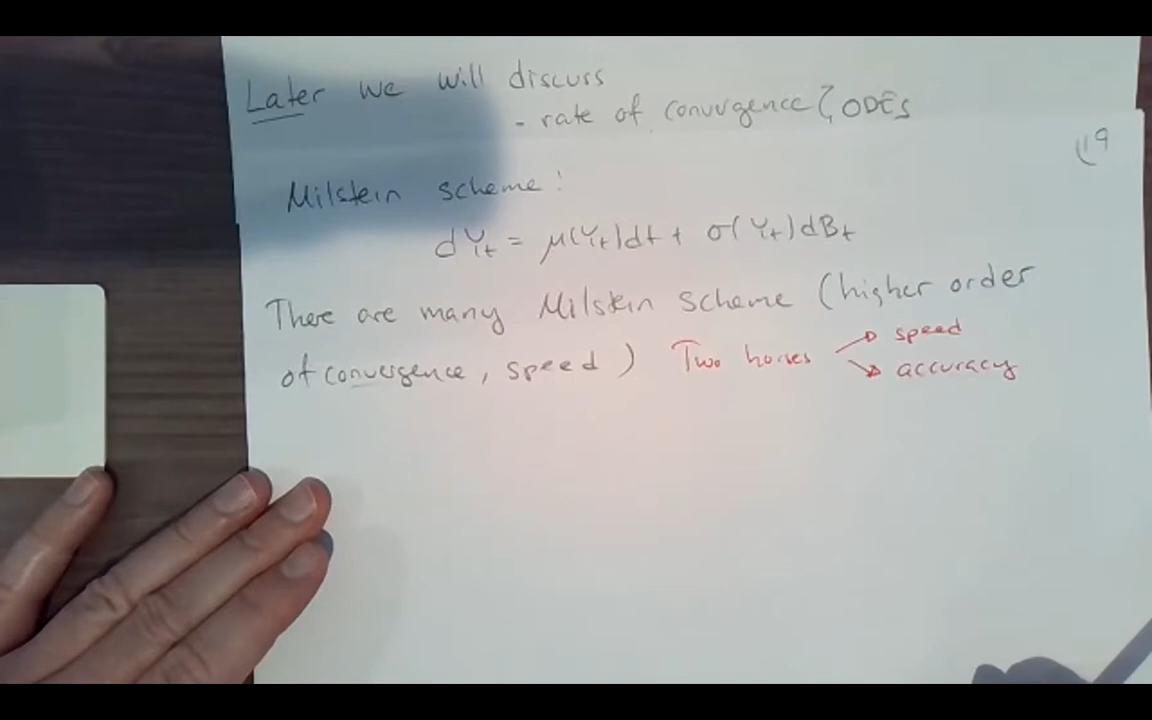 Later we will discuss
- rate of convergence ζ ODEs
19
Milstein scheme:
dYt = μ(Yt)dt + σ(Yt)dBt
There are many Milstein scheme (higher order
of convergence, speed) Two horses → speed
→ accuracy